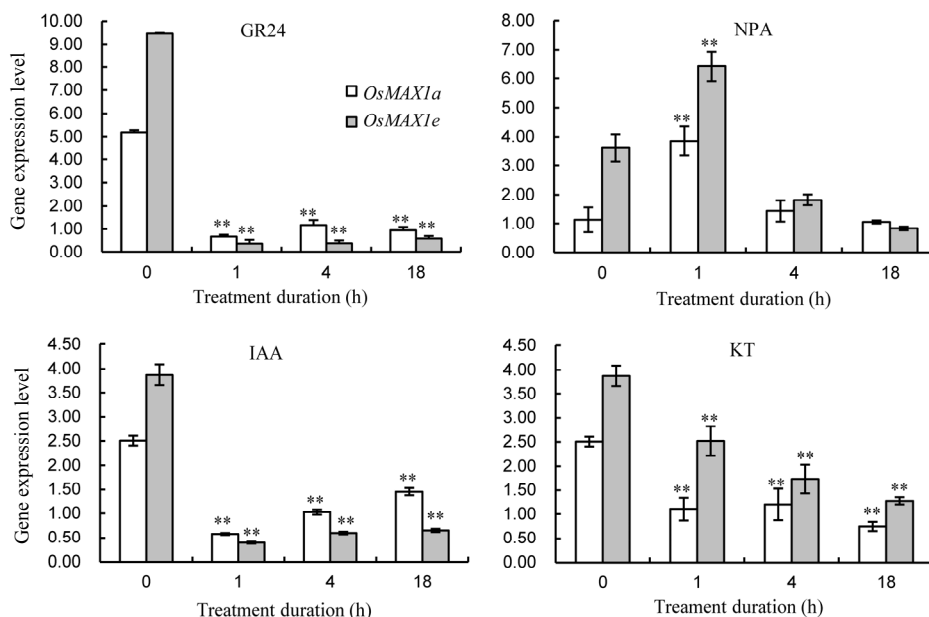 GR24
Gene expression level
10.00
9.00
8.00
7.00
6.00
5.00
4.00
3.00
2.00
1.00
0.00
OsMAX1a
OsMAX1e
** ** ** ** ** **
0 1 4 18
Treatment duration (h)
NPA
8.00
7.00
6.00
5.00
4.00
3.00
2.00
1.00
0.00
** **
0 1 4 18
Treatment duration (h)
IAA
Gene expression level
4.50
4.00
3.50
3.00
2.50
2.00
1.50
1.00
0.50
0.00
** ** ** ** ** **
0 1 4 18
Treatment duration (h)
KT
4.50
4.00
3.50
3.00
2.50
2.00
1.50
1.00
0.50
0.00
** ** ** ** ** **
0 1 4 18
Treament duration (h)